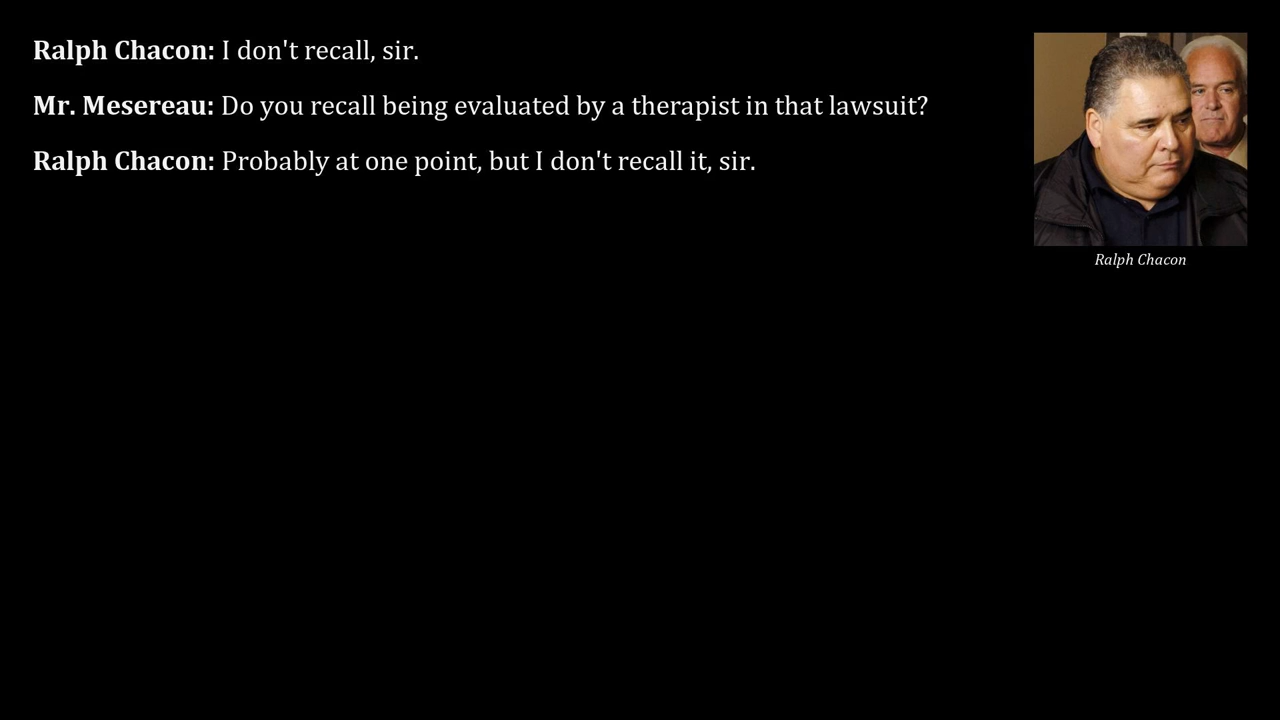 Ralph Chacon: I don't recall, sir.
Mr. Mesereau: Do you recall being evaluated by a therapist in that lawsuit?
Ralph Chacon: Probably at one point, but I don't recall it, sir.
Ralph Chacon